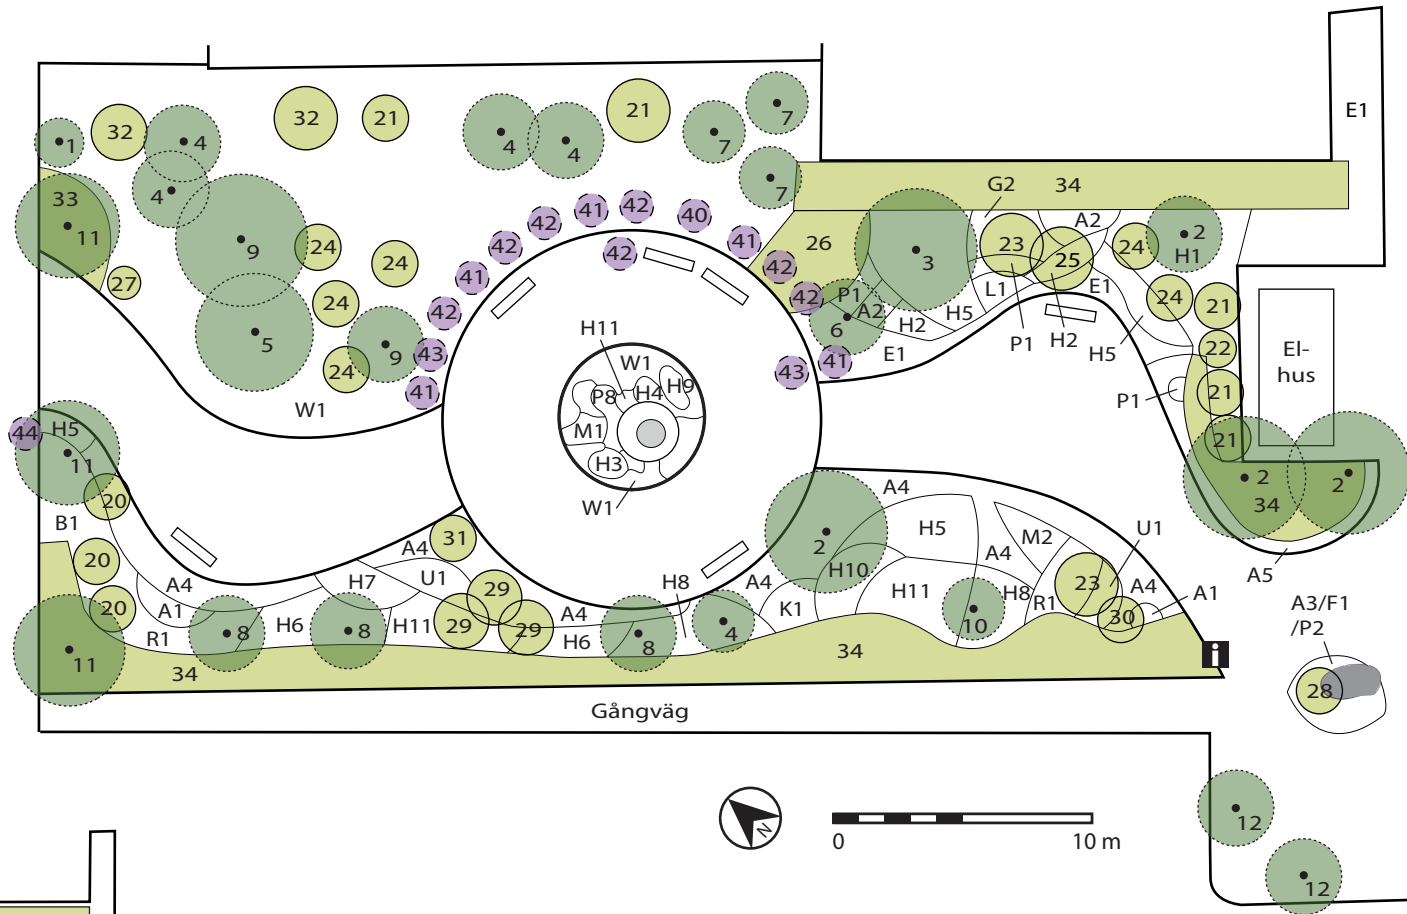 E1
32
32
21
21
7
1
4
4
4
7
4
7
G2
34
33
41
42
40
42
11
42
41
A2
2
9
42
24
42
26
3
23
25
24
H1
24
41
42
27
24
42
42
P1
L1
E1
24
21
5
6
A2
H2
H5
H11
P1
H2
H5
22
El-
hus
9
43
W1
E1
24
43
41
P8
H4
H9
P1
21
41
W1
M1
44
H5
21
11
H3
2
2
34
20
W1
A4
B1
H5
M2
U1
31
2
A4
A4
20
H10
A5
A4
H7
U1
H8
A4
23
A4
A1
29
H11
H8
A3/F1
/P2
20
A1
A4
K1
R1
R1
8
H6
8
H11
29
29
H6
8
4
10
30
11
34
34
i
28
Gångväg
N
0
10 m
12
12